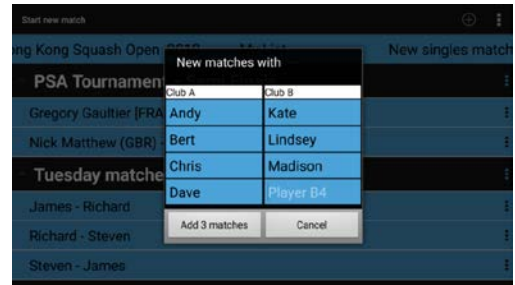 Start new match
ng Kong Squash Open
New singles match
New matches with
PSA Tournamen
Club A Club B
Gregory Gaultier [FRA
Andy Kate
Nick Matthew (GBR) -
Bert Lindsey
Chris Madison
Tuesday matche
Dave Player B4
James - Richard
Add 3 matches Cancel
Richard - Steven
Steven - James